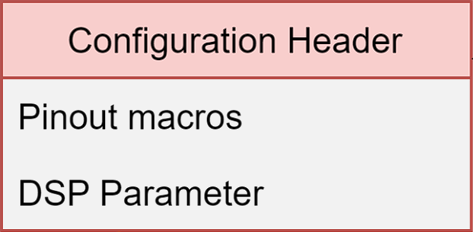 Configuration Header
Pinout macros
DSP Parameter